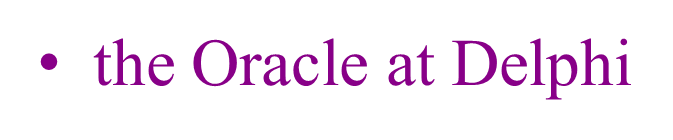 • the Oracle at Delphi